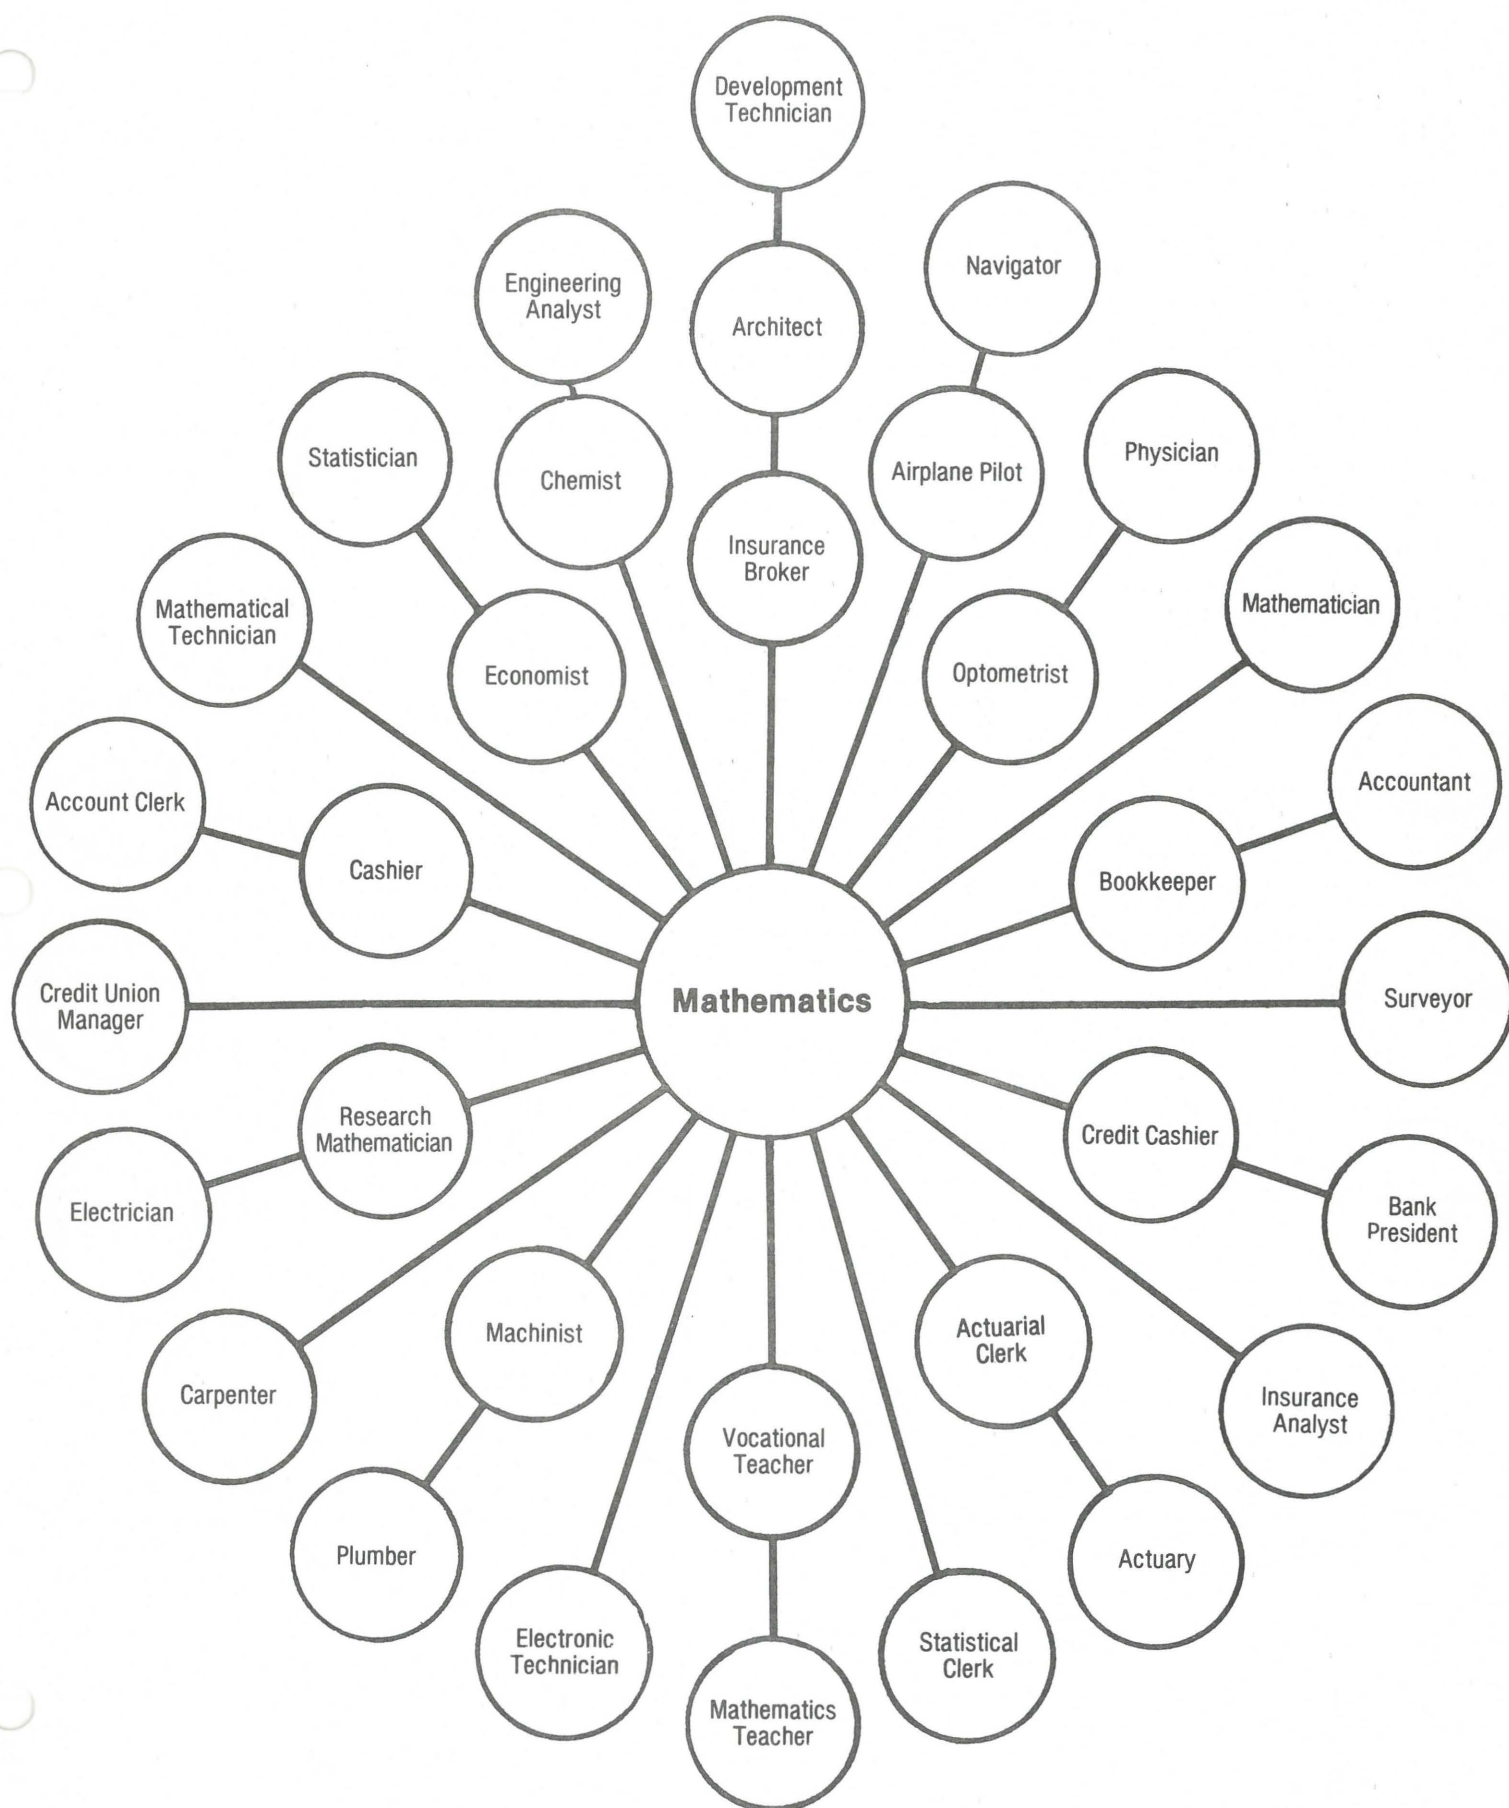 Development
Technician
Navigator
Engineering
Analyst
Architect
Physician
Statistician
Airplane Pilot
Chemist
Insurance
Broker
Mathematician
Mathematical
Technician
Optometrist
Economist
Accountant
Account Clerk
Cashier
Bookkeeper
Credit Union
Manager
Mathematics
Surveyor
Research
Mathematician
Credit Cashier
Electrician
Bank
President
Machinist
Actuarial
Clerk
Carpenter
Insurance
Analyst
Vocational
Teacher
Plumber
Actuary
Electronic
Technician
Statistical
Clerk
Mathematics
Teacher